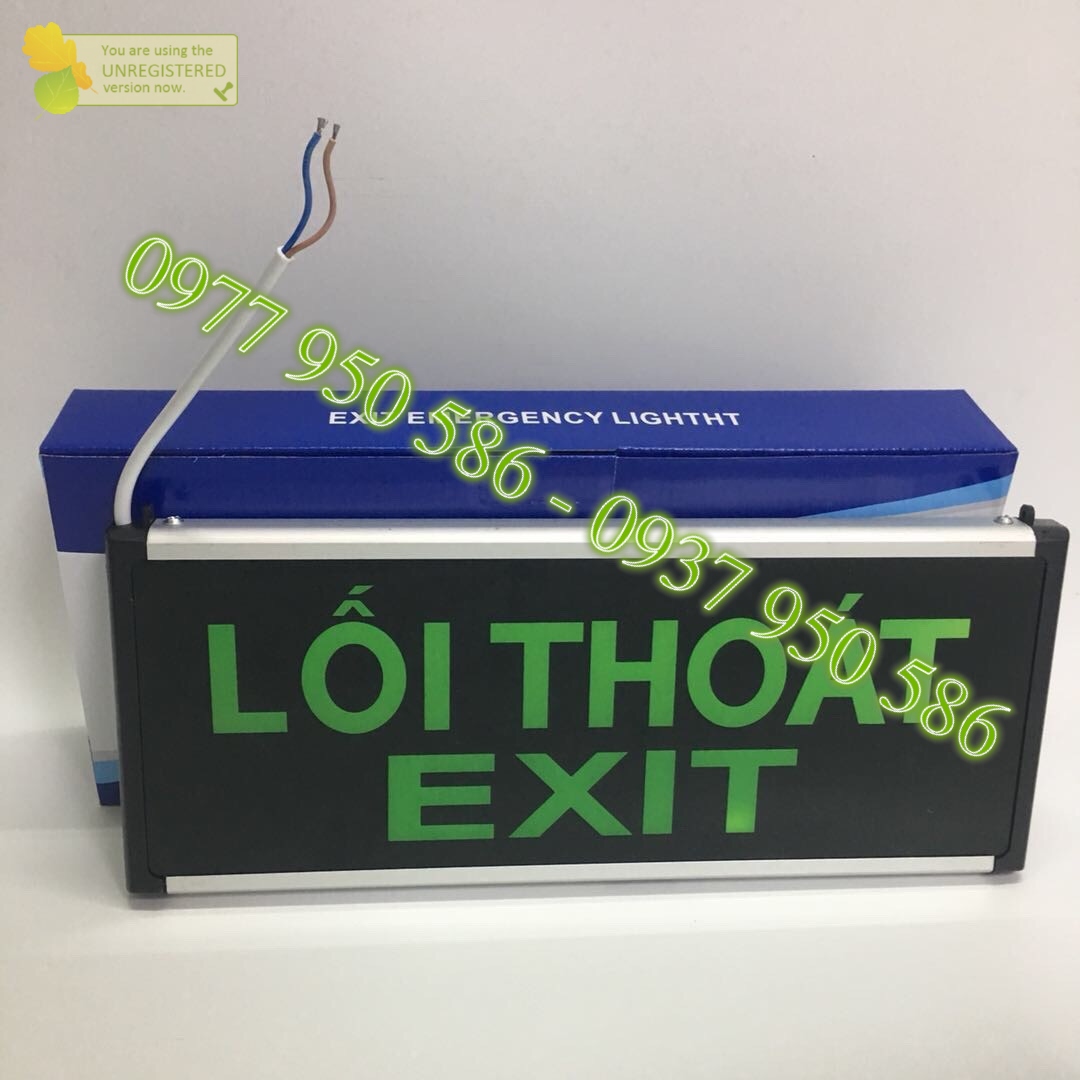 You are using the
UNREGISTERED
version now.
0977 950 586 - 0937 950 586
EXIT EMERGENCY LIGHTHT
LỐI THOÁT
EXIT